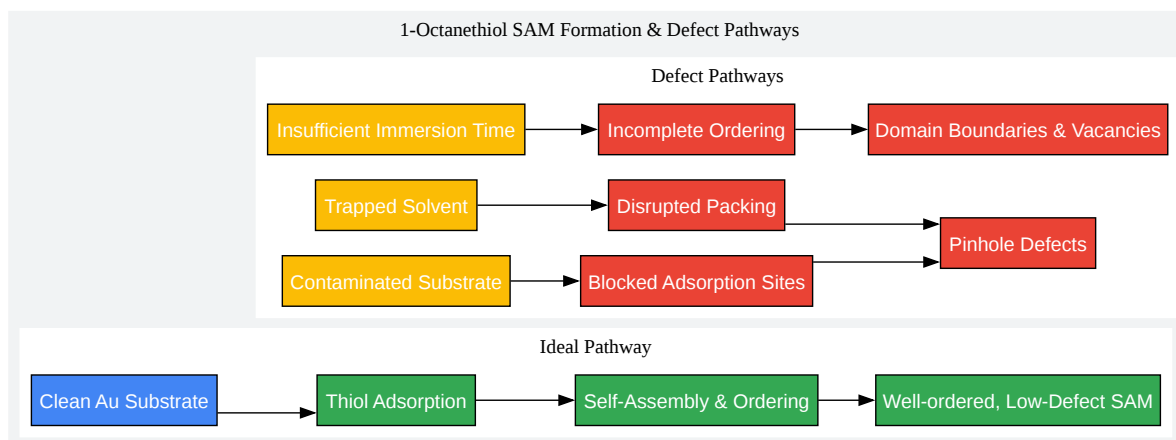 1-Octanethiol SAM Formation & Defect Pathways
Defect Pathways
Insufficient Immersion Time
Incomplete Ordering
Domain Boundaries & Vacancies
Trapped Solvent
Disrupted Packing
Pinhole Defects
Contaminated Substrate
Blocked Adsorption Sites
Ideal Pathway
Clean Au Substrate
Thiol Adsorption
Self-Assembly & Ordering
Well-ordered, Low-Defect SAM